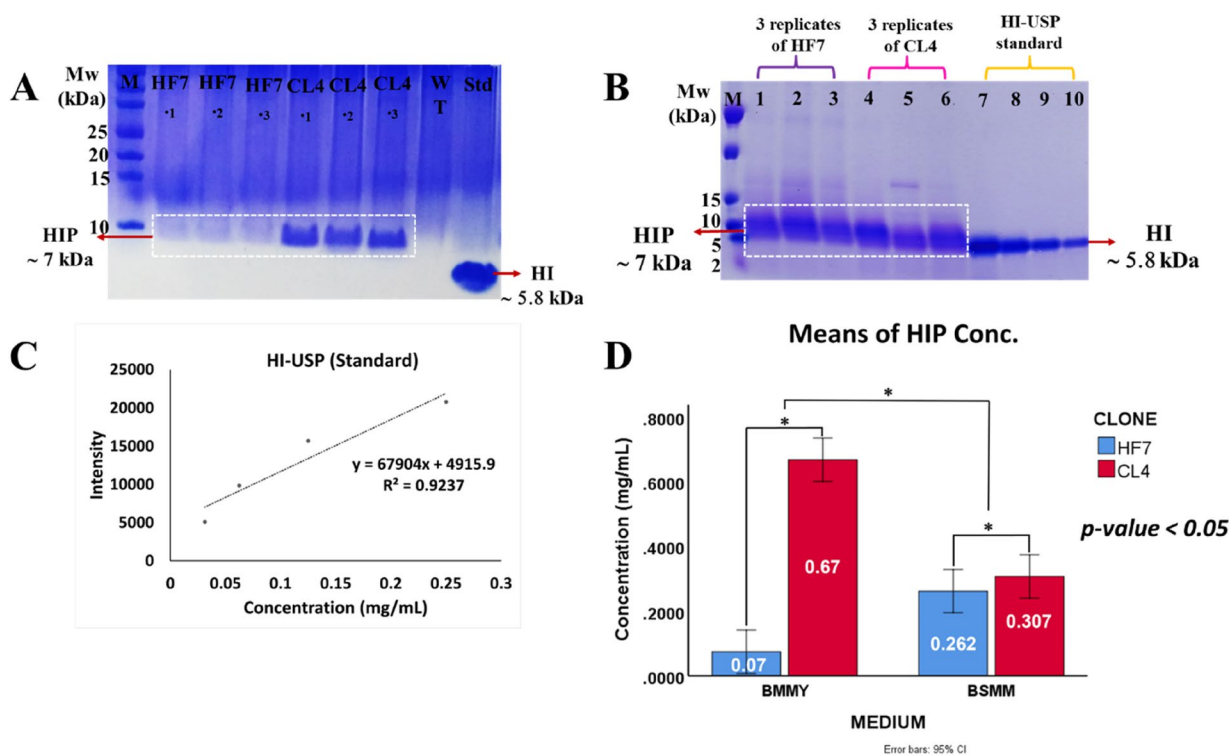 A
Mw
(kDa)
M
HF7
•1
HF7
•2
HF7
•3
CL4
•1
CL4
•2
CL4
•3
W
T
Std
25
20
15
10
HIP
~ 7 kDa
HI
~ 5.8 kDa
B
3 replicates
of HF7
3 replicates
of CL4
HI-USP
standard
Mw
(kDa)
M 1 2 3 4 5 6 7 8 9 10
15
10
5
2
HIP
~ 7 kDa
HI
~ 5.8 kDa
C
HI-USP (Standard)
Intensity
25000
20000
15000
10000
5000
0
y = 67904x + 4915.9
R² = 0.9237
0 0.05 0.1 0.15 0.2 0.25 0.3
Concentration (mg/mL)
D
Means of HIP Conc.
Concentration (mg/mL)
.8000
.6000
.4000
.2000
.0000
*
*
*
0.07
0.67
0.262
0.307
BMMY BSMM
MEDIUM
CLONE
HF7
CL4
p-value < 0.05
Error bars: 95% CI